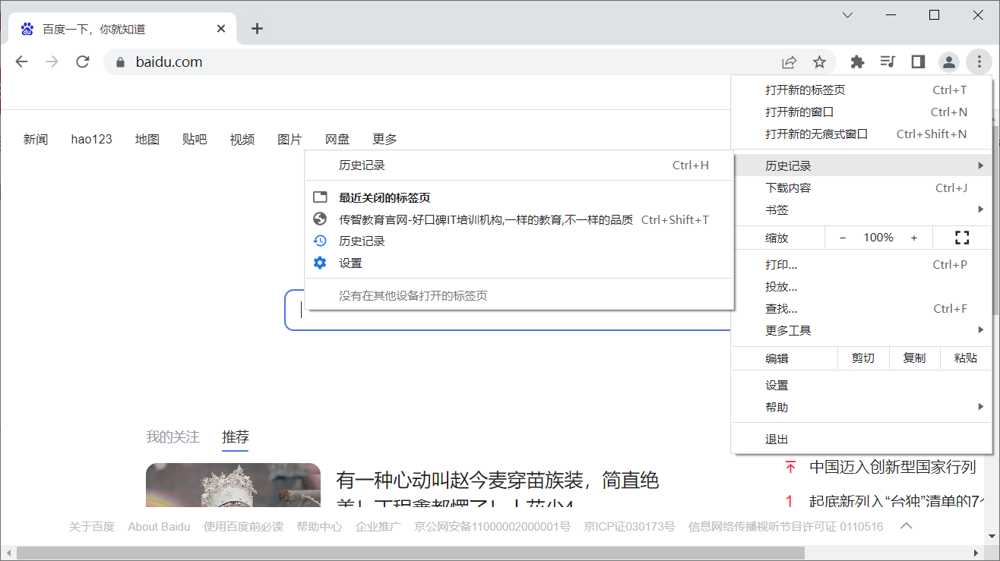 百度一下，你就知道
baidu.com
打开新的标签页 Ctrl+T
打开新的窗口 Ctrl+N
打开新的无痕式窗口 Ctrl+Shift+N
历史记录
下载内容 Ctrl+J
书签
缩放 − 100% +
打印... Ctrl+P
投放...
查找... Ctrl+F
更多工具
编辑 剪切 复制 粘贴
设置
帮助
退出
新闻 hao123 地图 贴吧 视频 图片 网盘 更多
历史记录 Ctrl+H
最近关闭的标签页
传智教育官网-好口碑IT培训机构,一样的教育,不一样的品质 Ctrl+Shift+T
历史记录
设置
没有在其他设备打开的标签页
我的关注 推荐
有一种心动叫赵今麦穿苗族装，简直绝
中国迈入创新型国家行列
1 起底新列入“台独”清单的7
关于百度 About Baidu 使用百度前必读 帮助中心 企业推广 京公网安备11000002000001号 京ICP证030173号 信息网络传播视听节目许可证 0110516